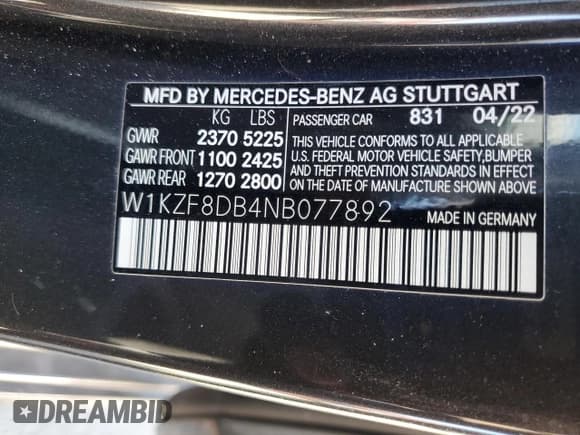 MFD BY MERCEDES-BENZ AG STUTTGART
KG LBS PASSENGER CAR 831 04/22
GVWR 2370 5225
GAWR FRONT 1100 2425
GAWR REAR 1270 2800
THIS VEHICLE CONFORMS TO ALL APPLICABLE
U.S. FEDERAL MOTOR VEHICLE SAFETY, BUMPER
AND THEFT PREVENTION STANDARDS IN EFFECT
ON THE DATE OF MANUFACTURE SHOWN ABOVE.
W1KZF8DB4NB077892
MADE IN GERMANY
DREAMBID